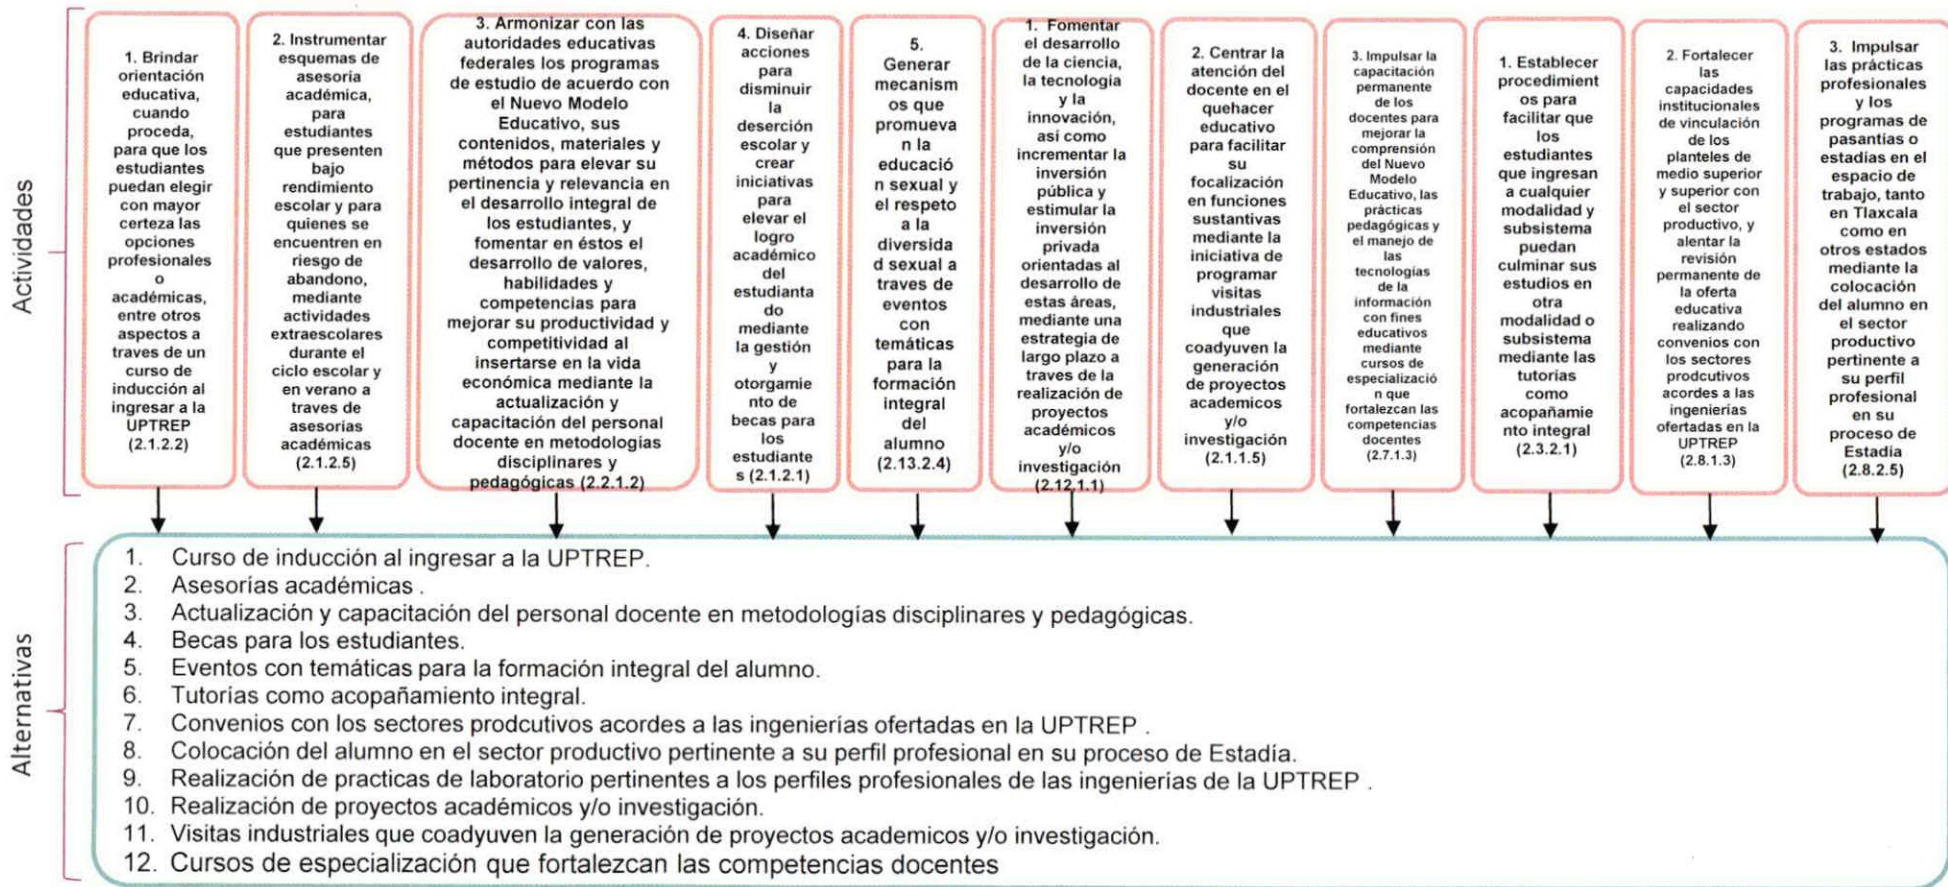 Actividades
1. Brindar
orientación
educativa,
cuando
proceda,
para que los
estudiantes
puedan elegir
con mayor
certeza las
opciones
profesionales
o
académicas,
entre otros
aspectos a
traves de un
curso de
inducción al
ingresar a la
UPTREP
(2.1.2.2)
2. Instrumentar
esquemas de
asesoría
académica,
para
estudiantes
que presenten
bajo
rendimiento
escolar y para
quienes se
encuentren en
riesgo de
abandono,
mediante
actividades
extraescolares
durante el
ciclo escolar y
en verano a
traves de
asesorías
académicas
(2.1.2.5)
3. Armonizar con las
autoridades educativas
federales los programas
de estudio de acuerdo con
el Nuevo Modelo
Educativo, sus
contenidos, materiales y
métodos para elevar su
pertinencia y relevancia en
el desarrollo integral de
los estudiantes, y
fomentar en éstos el
desarrollo de valores,
habilidades y
competencias para
mejorar su productividad y
competitividad al
insertarse en la vida
económica mediante la
actualización y
capacitación del personal
docente en metodologías
disciplinares y
pedagógicas (2.2.1.2)
4. Diseñar
acciones
para
disminuir
la
deserción
escolar y
crear
iniciativas
para
elevar el
logro
académico
del
estudianta
do
mediante
la gestión
y
otorgamie
nto de
becas para
los
estudiante
s (2.1.2.1)
5.
Generar
mecanism
os que
promueva
n la
educació
n sexual y
el respeto
a la
diversida
d sexual a
traves de
eventos
con
temáticas
para la
formación
integral
del
alumno
(2.13.2.4)
1. Fomentar
el desarrollo
de la ciencia,
la tecnología
y la
innovación,
así como
incrementar la
inversión
pública y
estimular la
inversión
privada
orientadas al
desarrollo de
estas áreas,
mediante una
estrategia de
largo plazo a
traves de la
realización de
proyectos
académicos
y/o
investigación
(2.12.1.1)
2. Centrar la
atención del
docente en el
quehacer
educativo
para facilitar
su
focalización
en funciones
sustantivas
mediante la
iniciativa de
programar
visitas
industriales
que
coadyuven la
generación
de proyectos
academicos
y/o
investigación
(2.1.1.5)
3. Impulsar la
capacitación
permanente
de los
docentes para
mejorar la
comprensión
del Nuevo
Modelo
Educativo, las
prácticas
pedagógicas y
el manejo de
las
tecnologías
de la
información
con fines
educativos
mediante
cursos de
especializació
n que
fortalezcan las
competencias
docentes
(2.7.1.3)
1. Establecer
procedimient
os para
facilitar que
los
estudiantes
que ingresan
a cualquier
modalidad y
subsistema
puedan
culminar sus
estudios en
otra
modalidad o
subsistema
mediante las
tutorías
como
acopañamie
nto integral
(2.3.2.1)
2. Fortalecer
las
capacidades
institucionales
de vinculación
de los
planteles de
medio superior
y superior con
el sector
productivo, y
alentar la
revisión
permanente de
la oferta
educativa
realizando
convenios con
los sectores
prodcutivos
acordes a las
ingenierías
ofertadas en la
UPTREP
(2.8.1.3)
3. Impulsar
las prácticas
profesionales
y los
programas de
pasantías o
estadías en el
espacio de
trabajo, tanto
en Tlaxcala
como en
otros estados
mediante la
colocación
del alumno en
el sector
productivo
pertinente a
su perfil
profesional
en su
proceso de
Estadía
(2.8.2.5)
Alternativas
1. Curso de inducción al ingresar a la UPTREP.
2. Asesorías académicas .
3. Actualización y capacitación del personal docente en metodologías disciplinares y pedagógicas.
4. Becas para los estudiantes.
5. Eventos con temáticas para la formación integral del alumno.
6. Tutorías como acopañamiento integral.
7. Convenios con los sectores prodcutivos acordes a las ingenierías ofertadas en la UPTREP .
8. Colocación del alumno en el sector productivo pertinente a su perfil profesional en su proceso de Estadía.
9. Realización de practicas de laboratorio pertinentes a los perfiles profesionales de las ingenierías de la UPTREP .
10. Realización de proyectos académicos y/o investigación.
11. Visitas industriales que coadyuven la generación de proyectos academicos y/o investigación.
12. Cursos de especialización que fortalezcan las competencias docentes